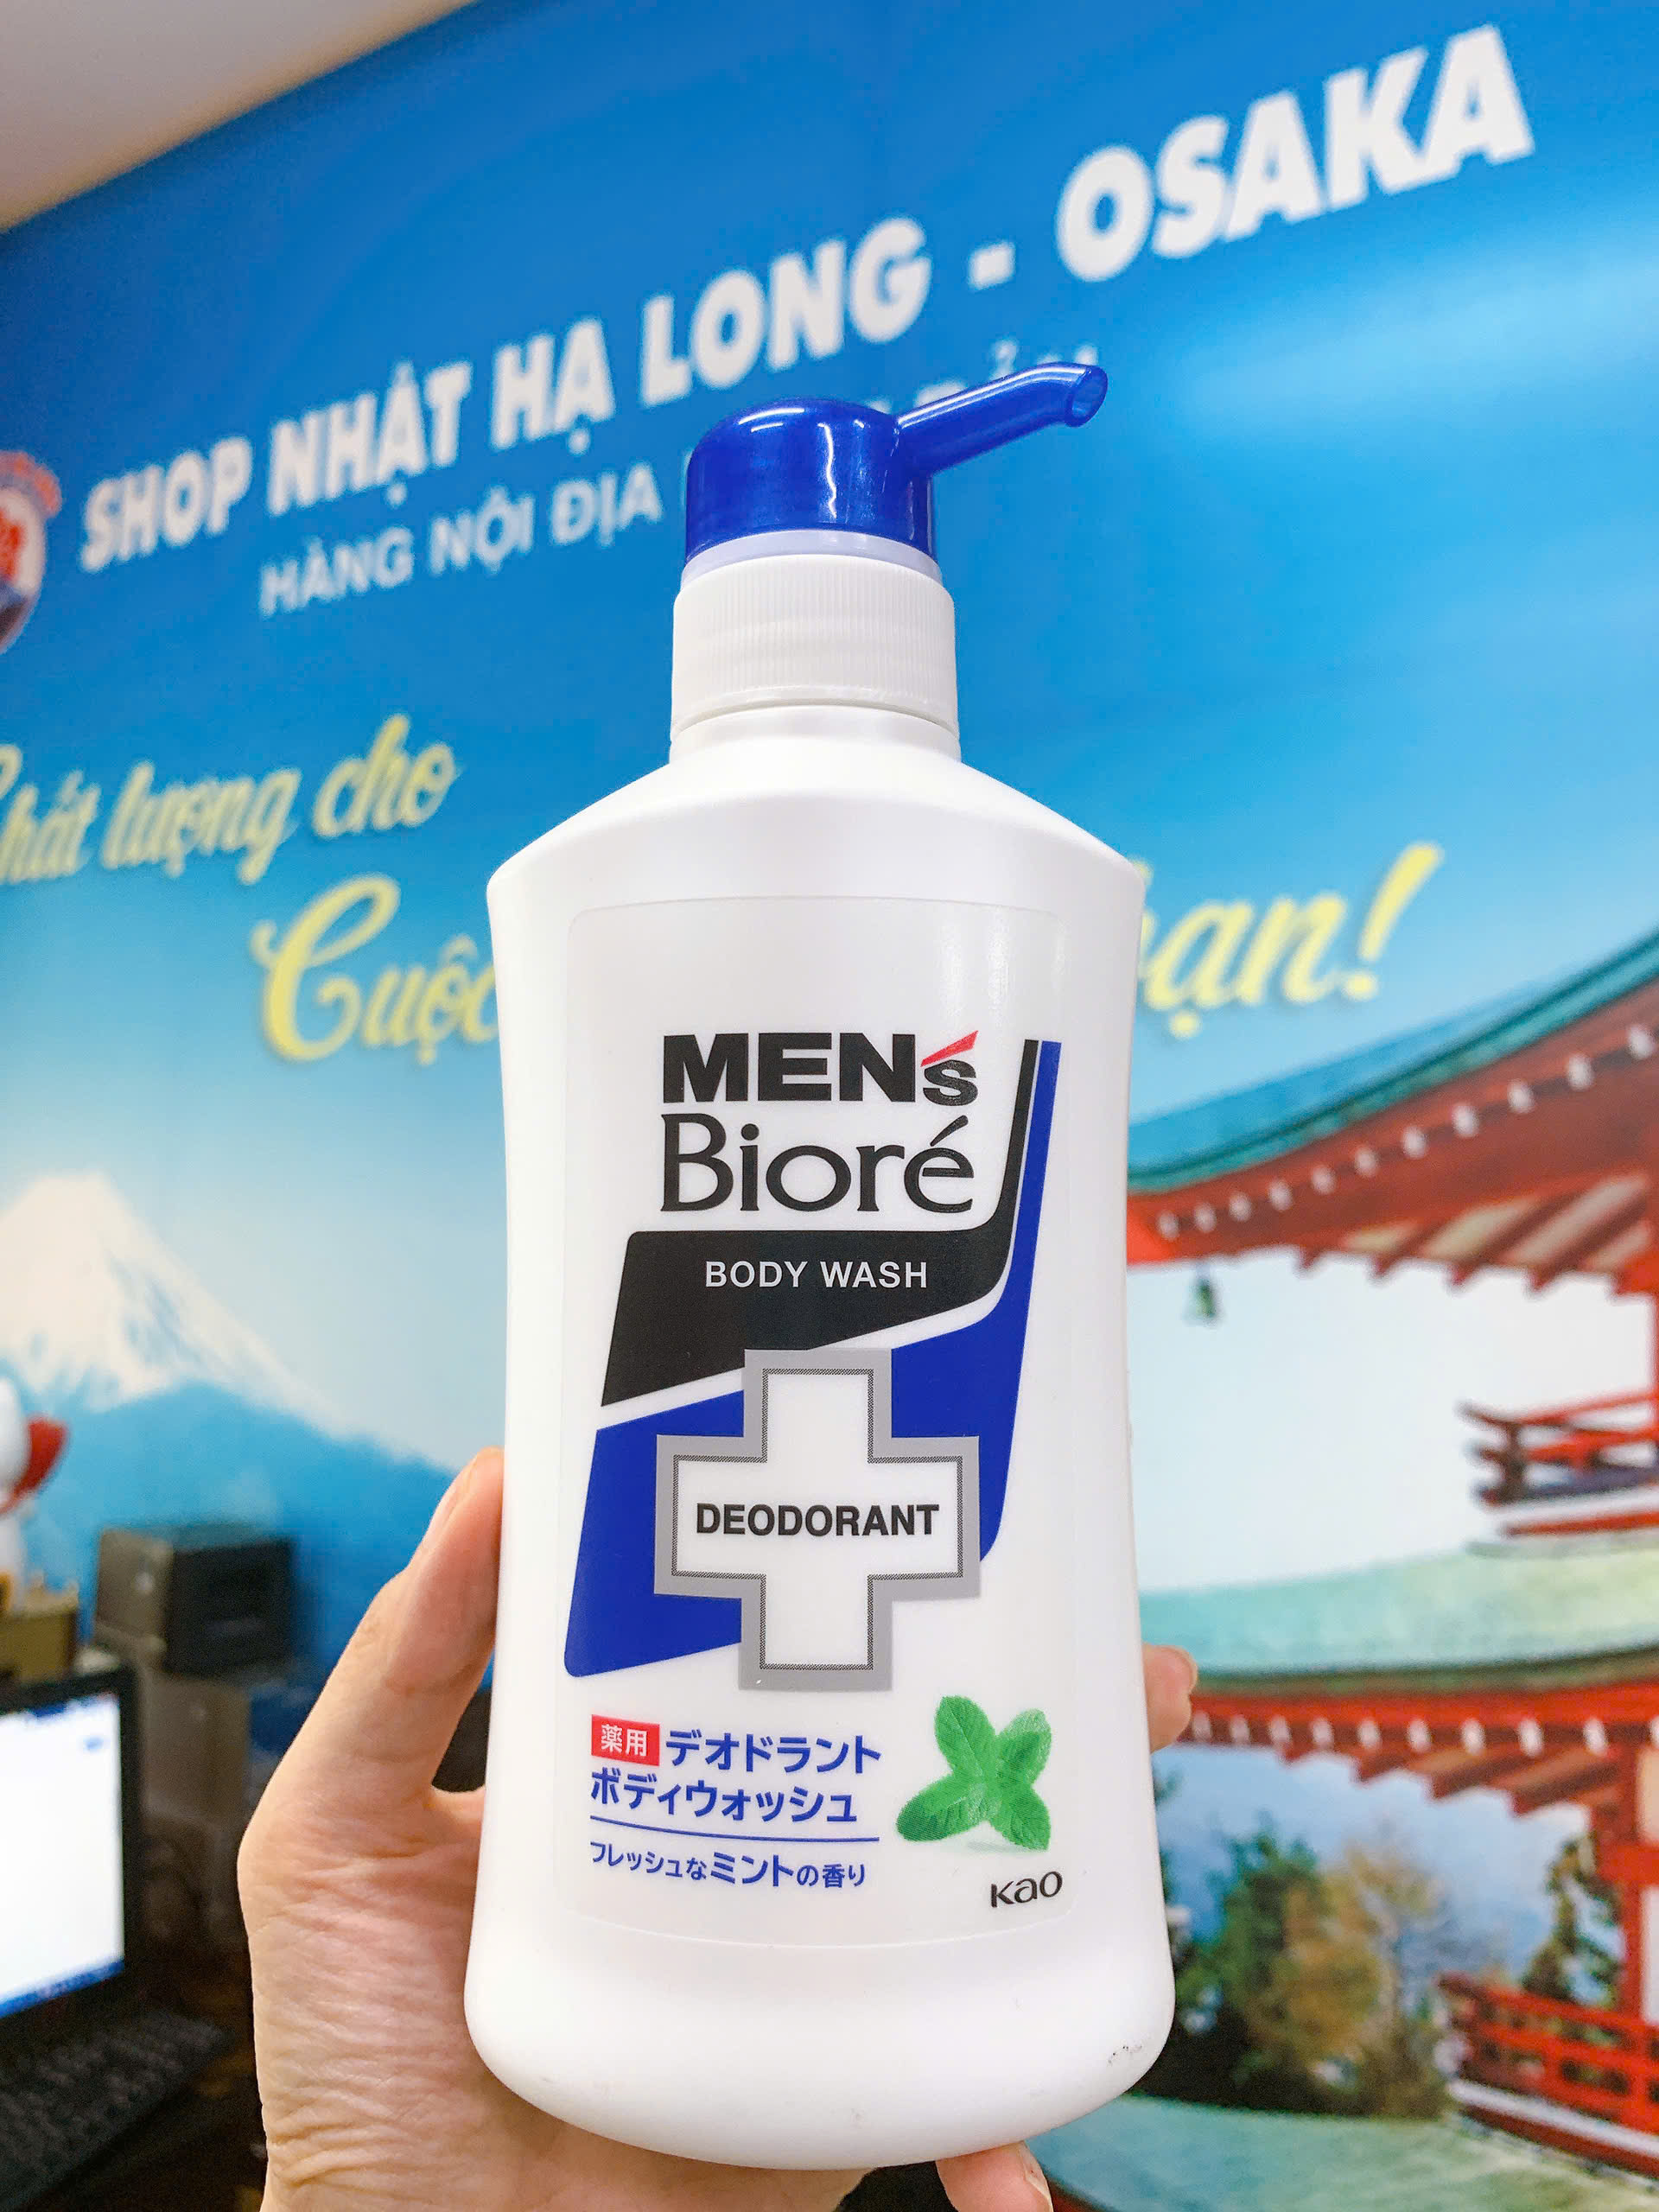 SHOP NHẬT HẠ LONG - OSAKA
HÀNG NỘI ĐỊA
Chất lượng cho
Cuộc bạn!
MEN's
Bioré
BODY WASH
DEODORANT
薬用 デオドラント
ボディウォッシュ
フレッシュなミントの香り
Kao